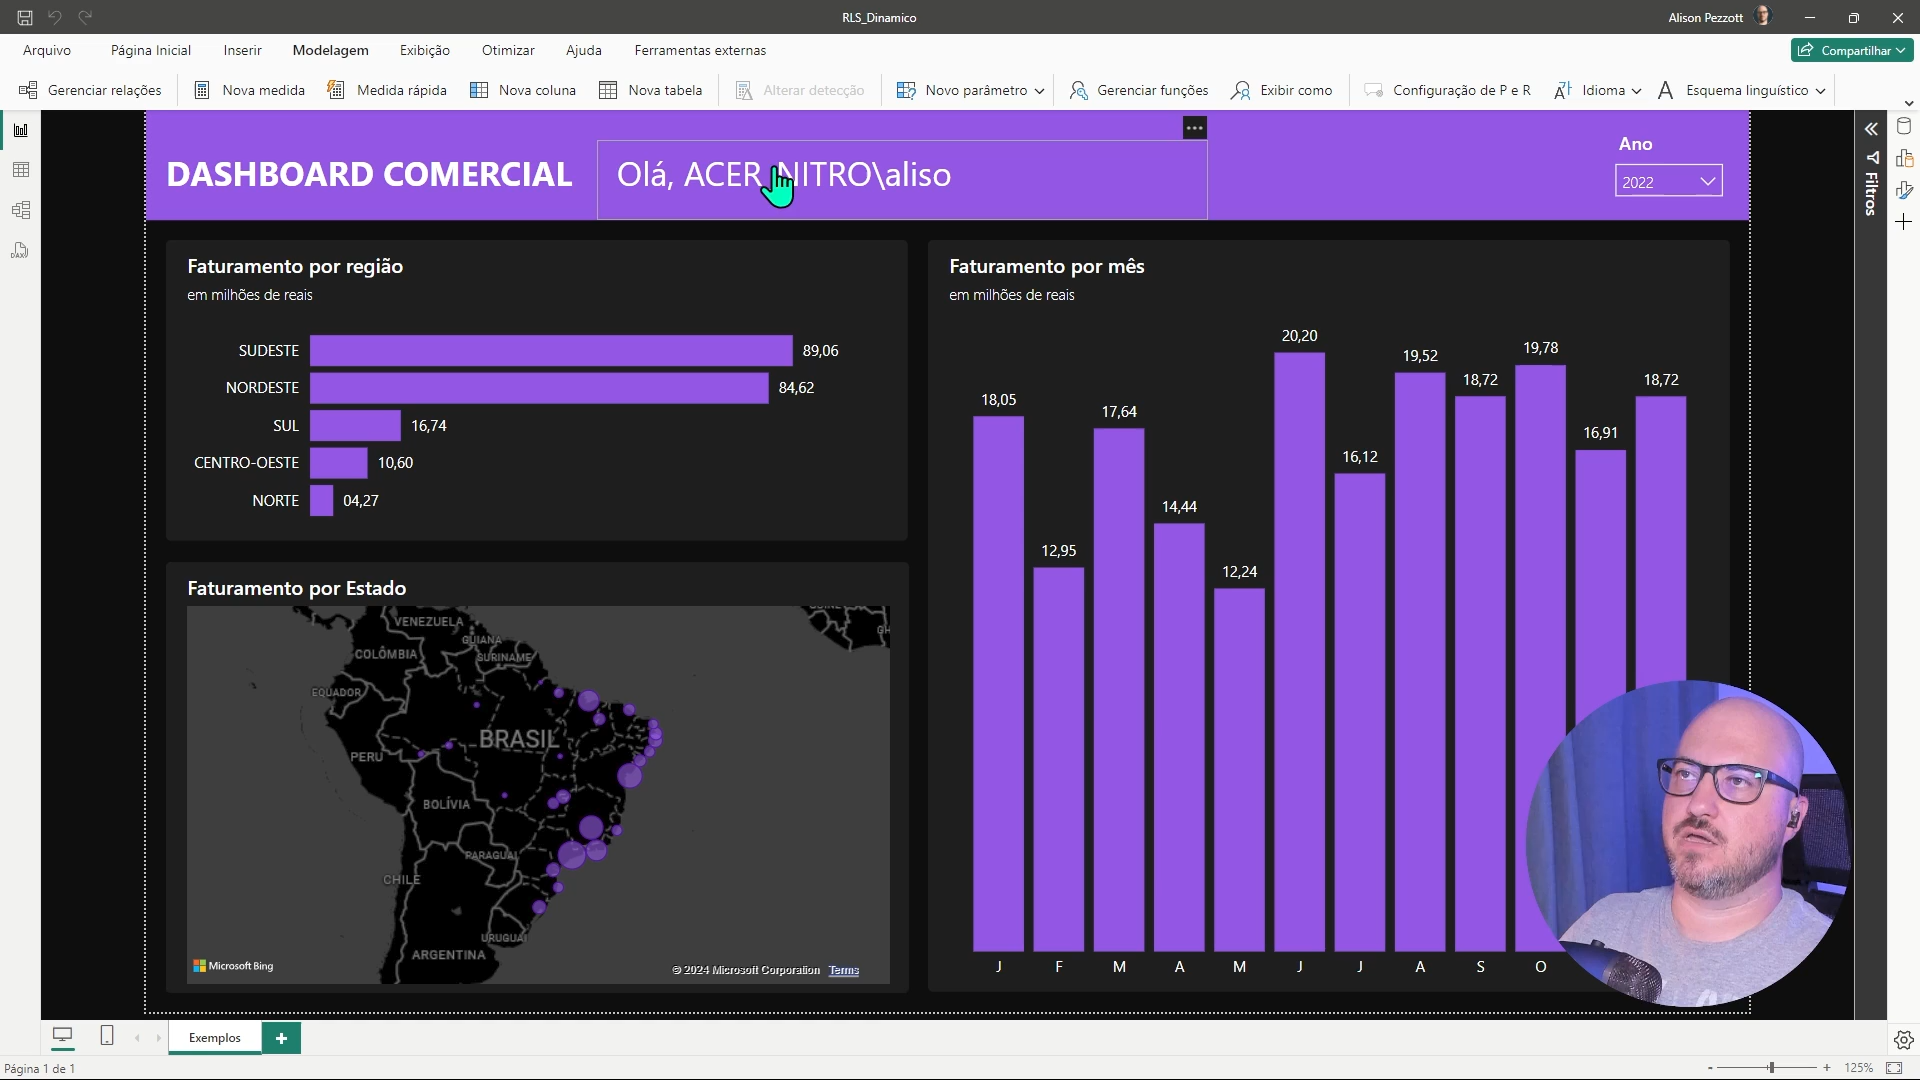 RLS_Dinamico
Alison Pezzott
Arquivo
Página Inicial
Inserir
Modelagem
Exibição
Otimizar
Ajuda
Ferramentas externas
Compartilhar
Gerenciar relações
Nova medida
Medida rápida
Nova coluna
Nova tabela
Alterar detecção
Novo parâmetro
Gerenciar funções
Exibir como
Configuração de P e R
Idioma
Esquema linguístico
DASHBOARD COMERCIAL
Olá, ACER_NITRO\aliso
Ano
2022
Filtros
Faturamento por região
em milhões de reais
SUDESTE 89,06
NORDESTE 84,62
SUL 16,74
CENTRO-OESTE 10,60
NORTE 04,27
Faturamento por Estado
VENEZUELA
GUIANA
COLÔMBIA
SURINAME
EQUADOR
BRASIL
PERU
BOLÍVIA
PARAGUAI
CHILE
URUGUAI
ARGENTINA
Microsoft Bing
© 2024 Microsoft Corporation Terms
Faturamento por mês
em milhões de reais
18,05
12,95
17,64
14,44
12,24
20,20
16,12
19,52
18,72
19,78
16,91
18,72
J F M A M J J A S O
Exemplos
Página 1 de 1
125%